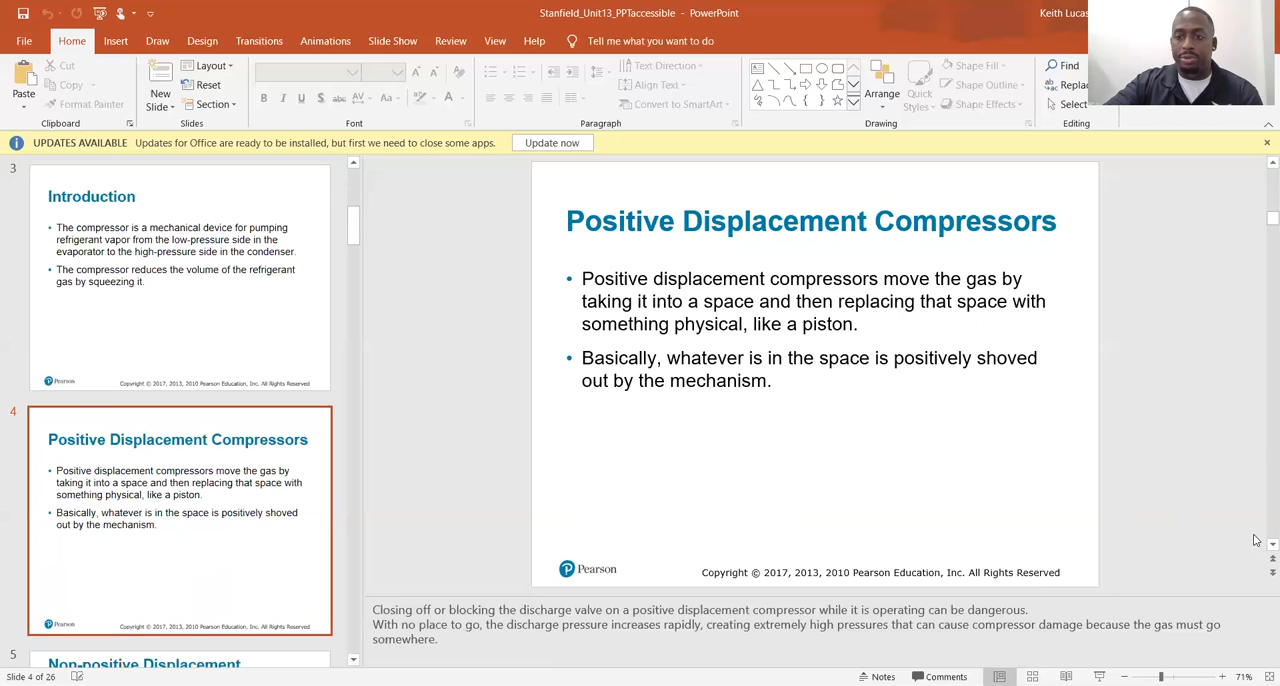 Stanfield_Unit13_PPTaccessible - PowerPoint
Keith Lucas
File Home Insert Draw Design Transitions Animations Slide Show Review View Help Tell me what you want to do
Paste
Cut
Copy
Format Painter
Clipboard
New
Slide
Layout
Reset
Section
Slides
B I U S abc AV Aa A
Font
Paragraph
Text Direction
Align Text
Convert to SmartArt
Arrange
Quick
Styles
Shape Fill
Shape Outline
Shape Effects
Drawing
Find
Select
Editing
UPDATES AVAILABLE Updates for Office are ready to be installed, but first we need to close some apps. Update now
3
Introduction
• The compressor is a mechanical device for pumping
refrigerant vapor from the low-pressure side in the
evaporator to the high-pressure side in the condenser.
• The compressor reduces the volume of the refrigerant
gas by squeezing it.
Pearson Copyright © 2017, 2013, 2010 Pearson Education, Inc. All Rights Reserved
4
Positive Displacement Compressors
• Positive displacement compressors move the gas by
taking it into a space and then replacing that space with
something physical, like a piston.
• Basically, whatever is in the space is positively shoved
out by the mechanism.
Pearson Copyright © 2017, 2013, 2010 Pearson Education, Inc. All Rights Reserved
5
Non-positive Displacement
Positive Displacement Compressors
• Positive displacement compressors move the gas by
taking it into a space and then replacing that space with
something physical, like a piston.
• Basically, whatever is in the space is positively shoved
out by the mechanism.
Pearson Copyright © 2017, 2013, 2010 Pearson Education, Inc. All Rights Reserved
Closing off or blocking the discharge valve on a positive displacement compressor while it is operating can be dangerous.
With no place to go, the discharge pressure increases rapidly, creating extremely high pressures that can cause compressor damage because the gas must go
somewhere.
Slide 4 of 26
Notes Comments 71%